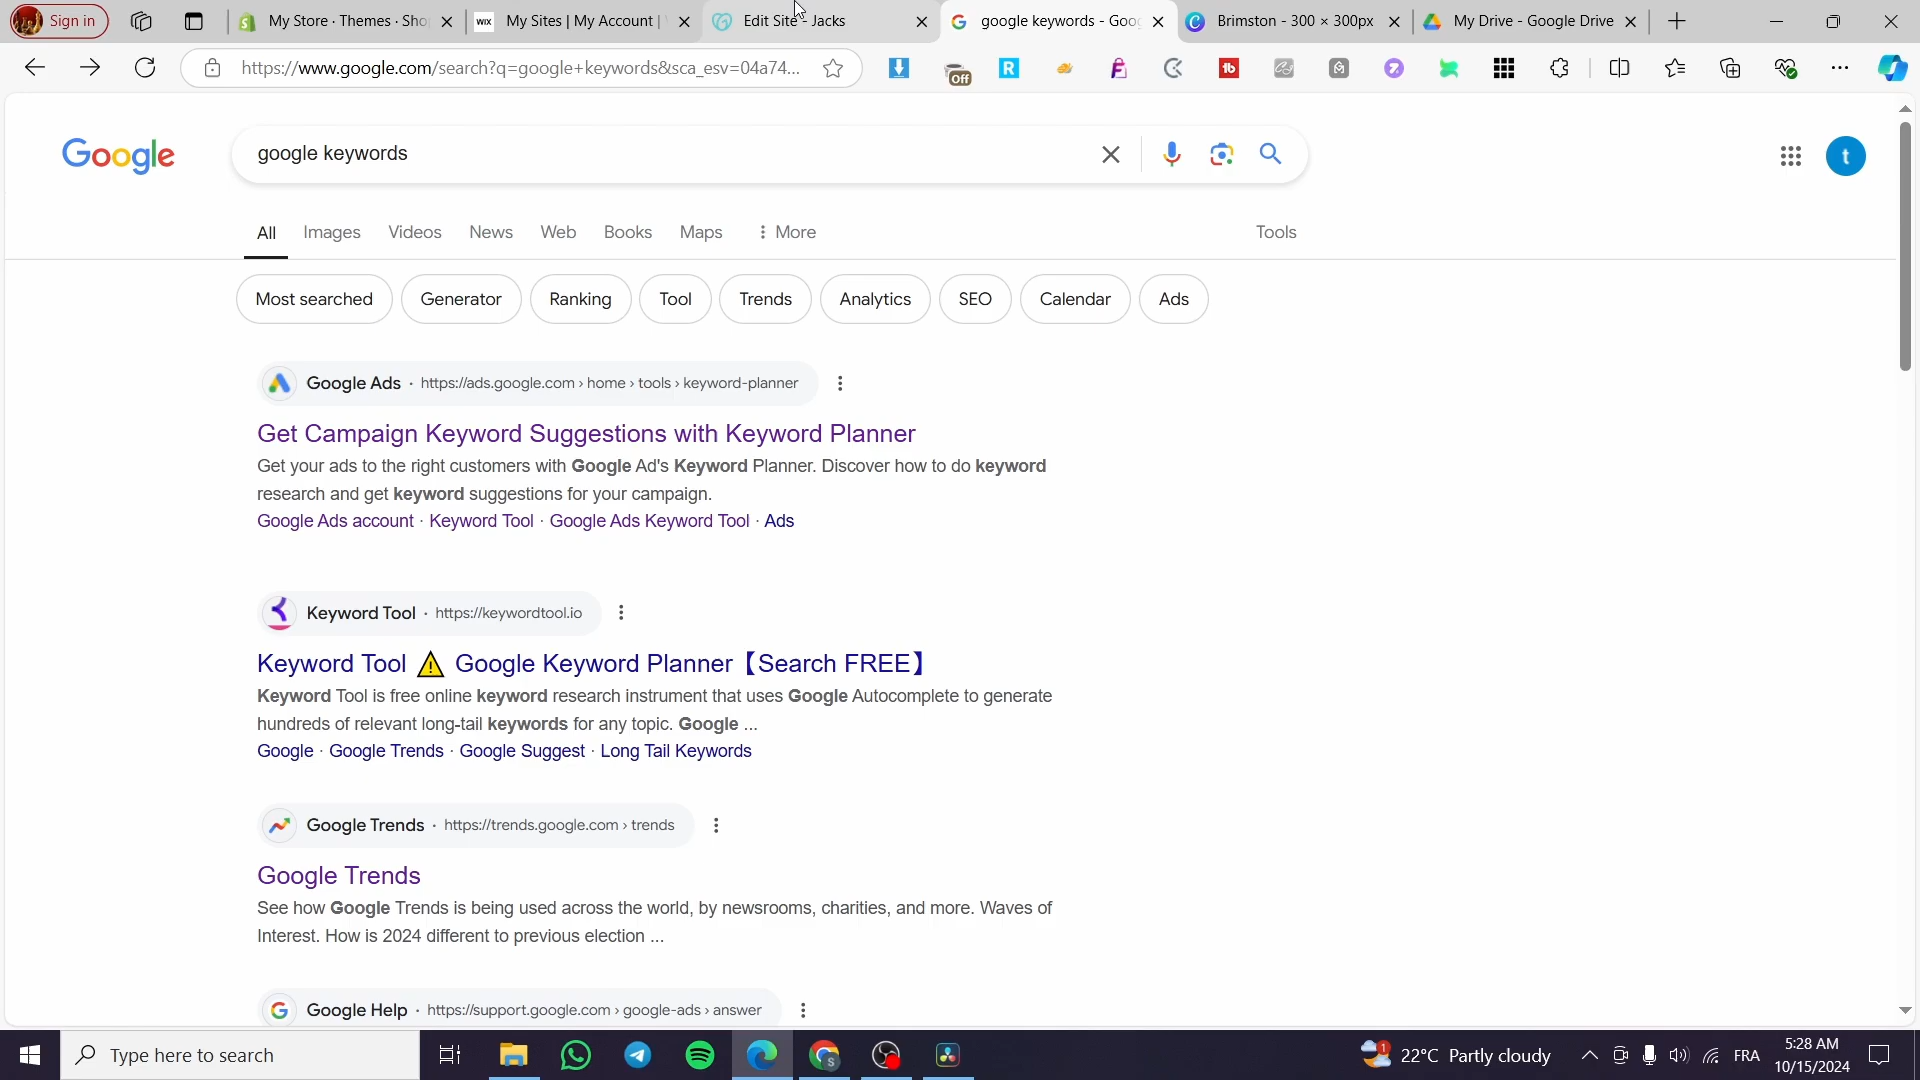 Sign in
My Store · Themes · Sho
WIX My Sites | My Account |
Edit Site - Jacks
google keywords - Goog
Brimston - 300 × 300px
My Drive - Google Drive
https://www.google.com/search?q=google+keywords&sca_esv=04a74...
Off
Google
google keywords
t
All Images Videos News Web Books Maps More Tools
Most searched Generator Ranking Tool Trends Analytics SEO Calendar Ads
Google Ads · https://ads.google.com › home › tools › keyword-planner
Get Campaign Keyword Suggestions with Keyword Planner
Get your ads to the right customers with Google Ad's Keyword Planner. Discover how to do keyword
research and get keyword suggestions for your campaign.
Google Ads account · Keyword Tool · Google Ads Keyword Tool · Ads
Keyword Tool · https://keywordtool.io
Keyword Tool ⚠️ Google Keyword Planner【Search FREE】
Keyword Tool is free online keyword research instrument that uses Google Autocomplete to generate
hundreds of relevant long-tail keywords for any topic. Google ...
Google · Google Trends · Google Suggest · Long Tail Keywords
Google Trends · https://trends.google.com › trends
Google Trends
See how Google Trends is being used across the world, by newsrooms, charities, and more. Waves of
Interest. How is 2024 different to previous election ...
Google Help · https://support.google.com › google-ads › answer
Type here to search
1 22°C Partly cloudy
FRA
5:28 AM
10/15/2024